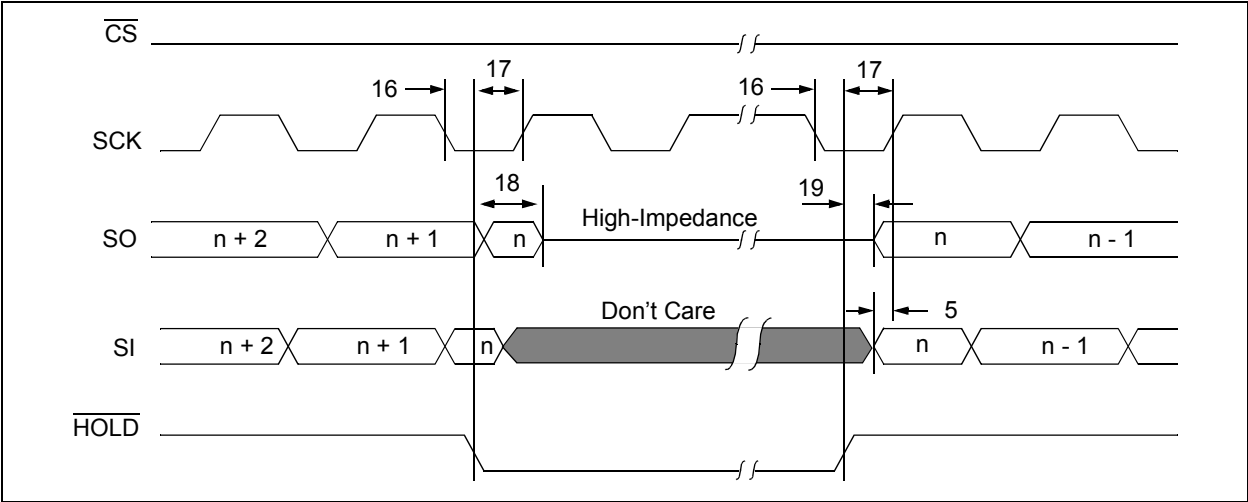 CS
17
17
16
16
SCK
18
19
High-Impedance
SO
n + 2
n + 1
n
n
n - 1
Don't Care
5
SI
n + 2
n + 1
n
n
n - 1
HOLD